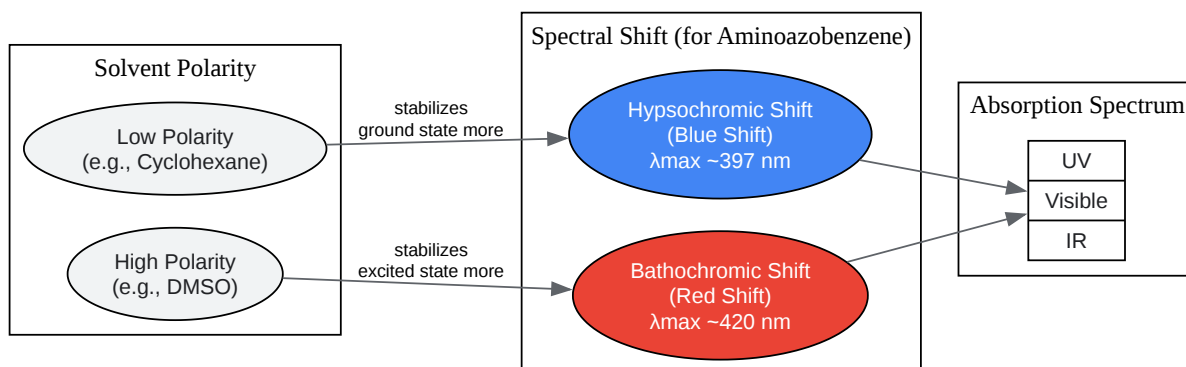 Solvent Polarity
Low Polarity
(e.g., Cyclohexane)
High Polarity
(e.g., DMSO)
stabilizes
ground state more
stabilizes
excited state more
Spectral Shift (for Aminoazobenzene)
Hypsochromic Shift
(Blue Shift)
λmax ~397 nm
Bathochromic Shift
(Red Shift)
λmax ~420 nm
Absorption Spectrum
UV
Visible
IR